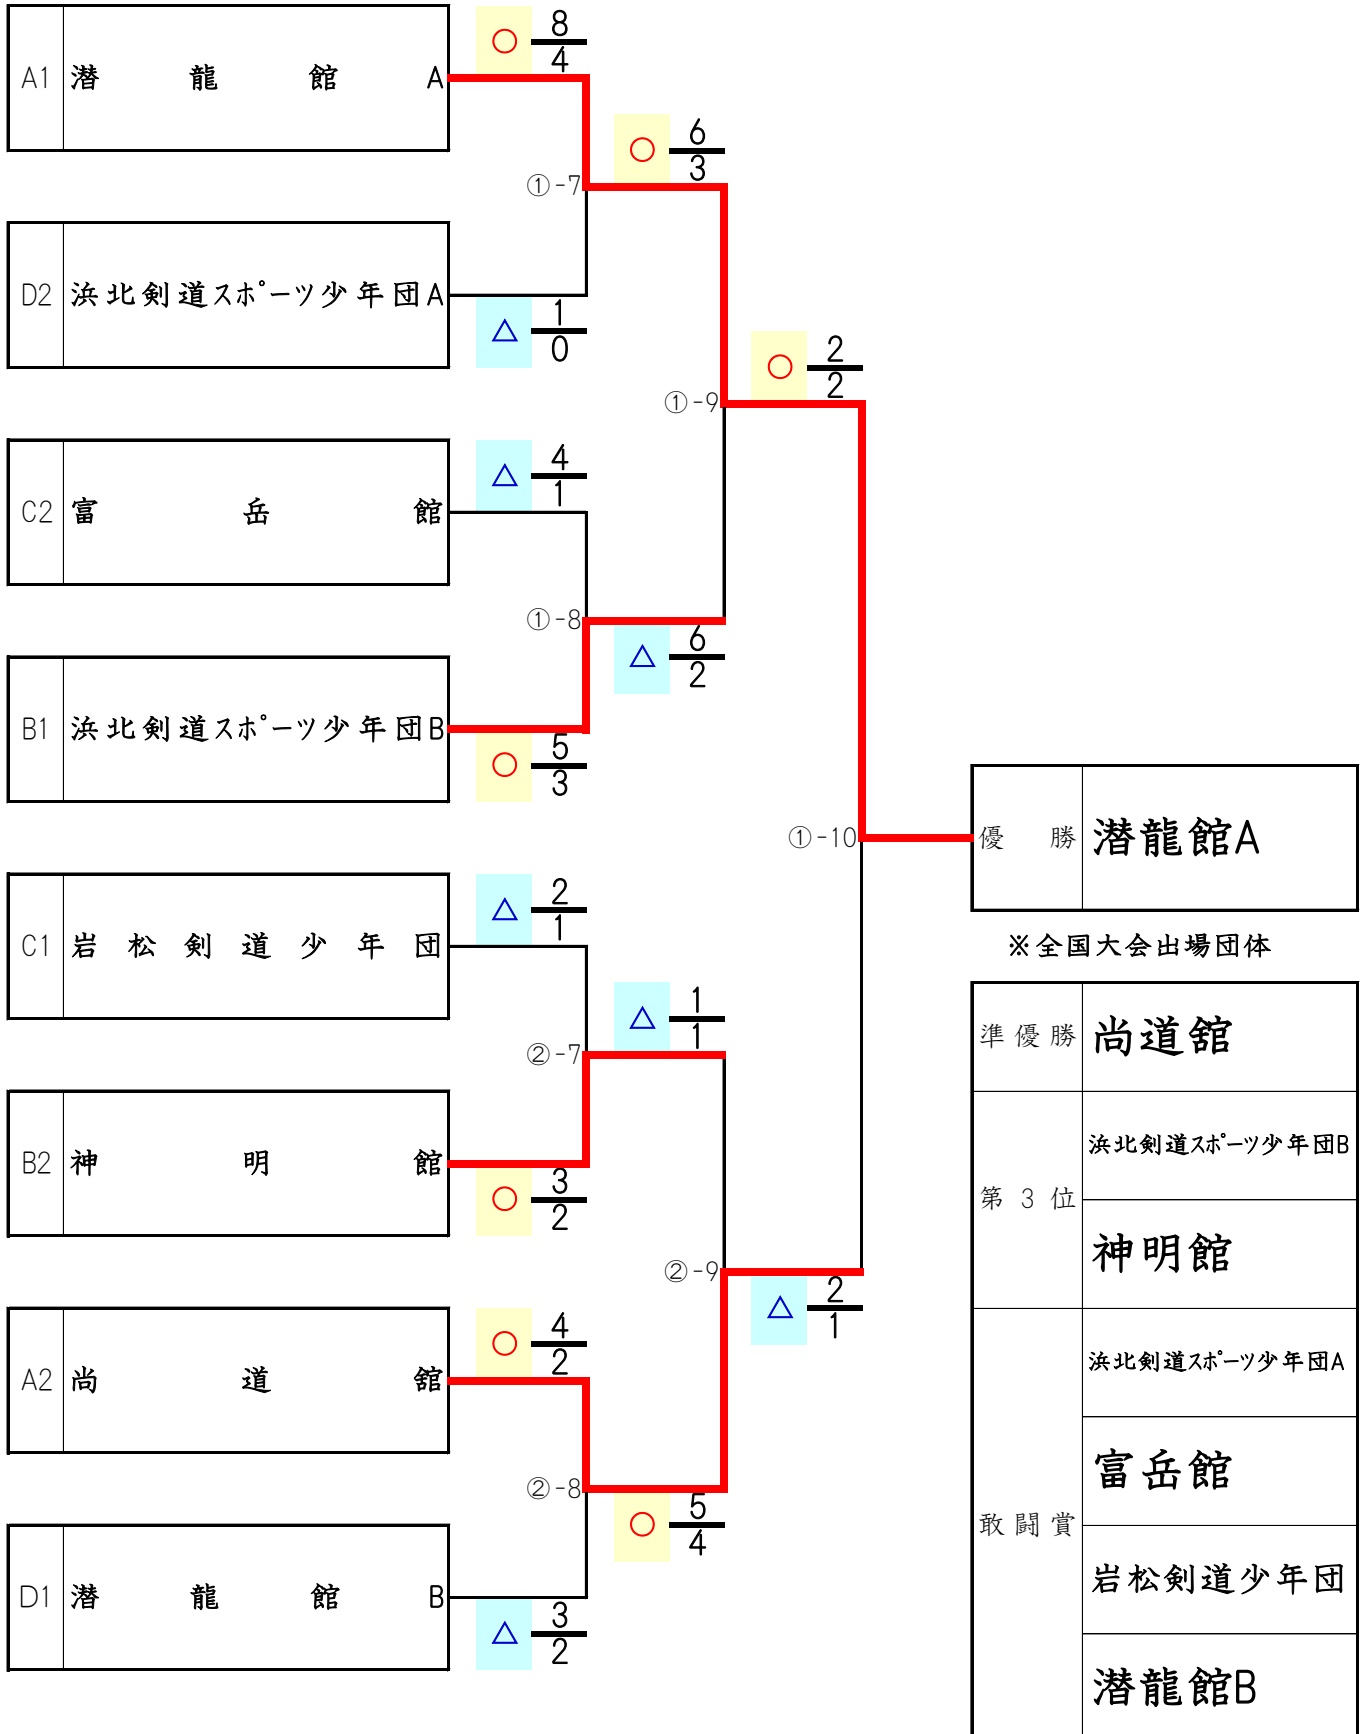 8
○
4
A1 潜龍館A
6
○
3
①-7
D2 浜北剣道スポーツ少年団A
1
△
0
2
○
2
①-9
4
△
1
C2 富岳館
①-8
6
△
2
B1 浜北剣道スポーツ少年団B
5
○
3
①-10
優勝 潜龍館A
2
△
1
C1 岩松剣道少年団
※全国大会出場団体
1
△
1
準優勝 尚道舘
②-7
B2 神明館
3
○
2
第3位
浜北剣道スポーツ少年団B
神明館
②-9
2
△
1
4
○
2
A2 尚道舘
②-8
5
○
4
D1 潜龍館B
3
△
2
敢闘賞
浜北剣道スポーツ少年団A
富岳館
岩松剣道少年団
潜龍館B